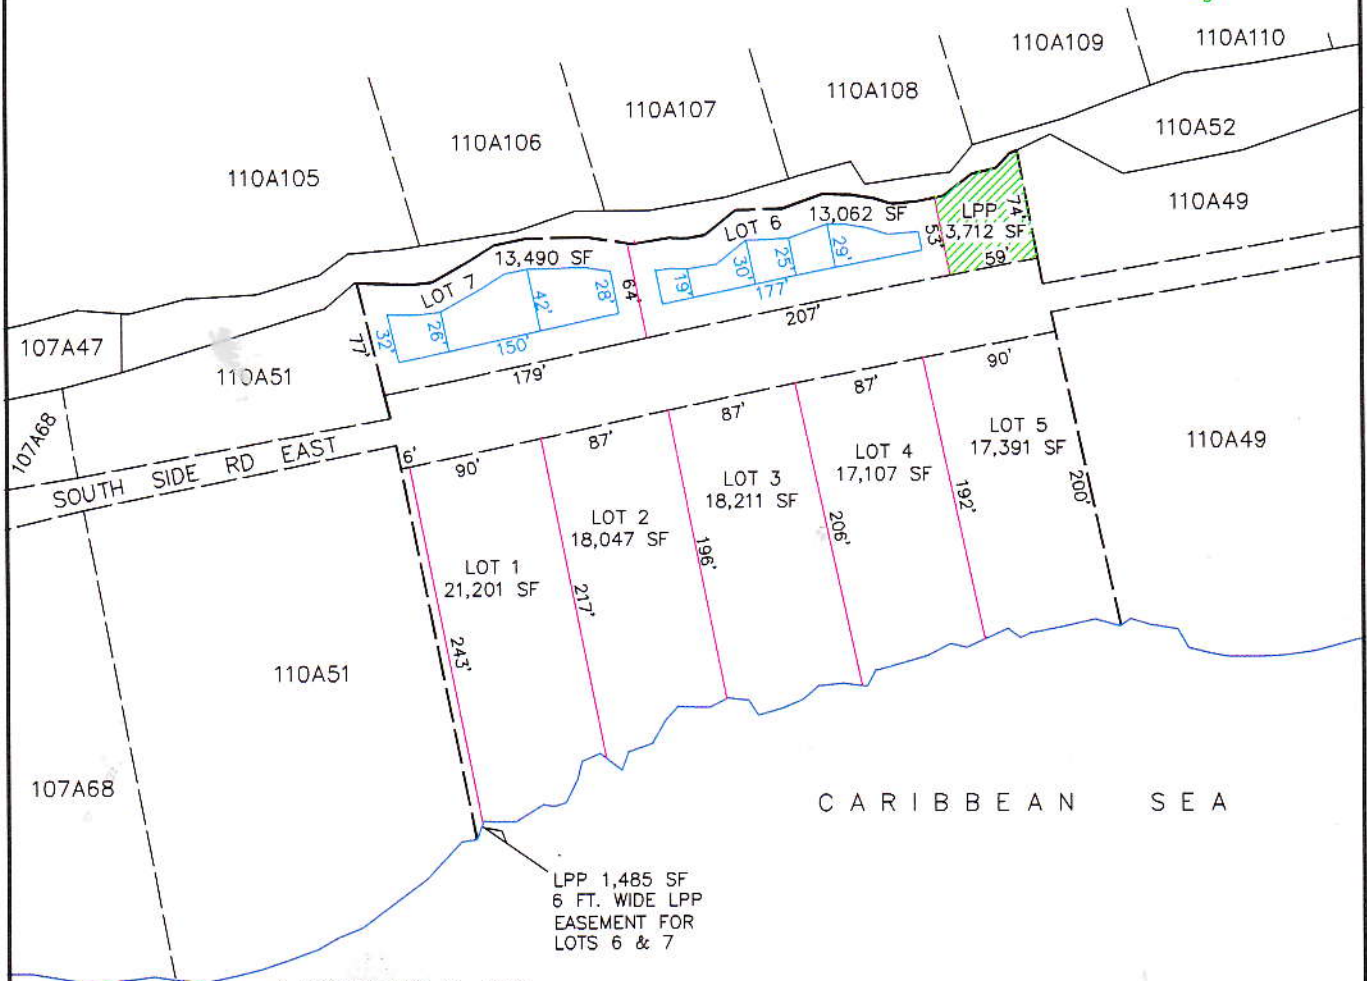 110A109
110A110
110A108
110A107
110A52
110A106
110A105
110A49
LPP
3,712 SF
74'
59'
53'
LOT 6
13,062 SF
19'
30'
25'
29'
177'
207'
64'
LOT 7
13,490 SF
32'
26'
42'
28'
150'
179'
77'
107A47
110A51
107A68
SOUTH SIDE RD EAST
6'
90'
87'
87'
87'
90'
LOT 1
21,201 SF
LOT 2
18,047 SF
LOT 3
18,211 SF
LOT 4
17,107 SF
LOT 5
17,391 SF
110A49
243'
217'
196'
206'
192'
200'
110A51
107A68
CARIBBEAN SEA
LPP 1,485 SF
6 FT. WIDE LPP
EASEMENT FOR
LOTS 6 & 7